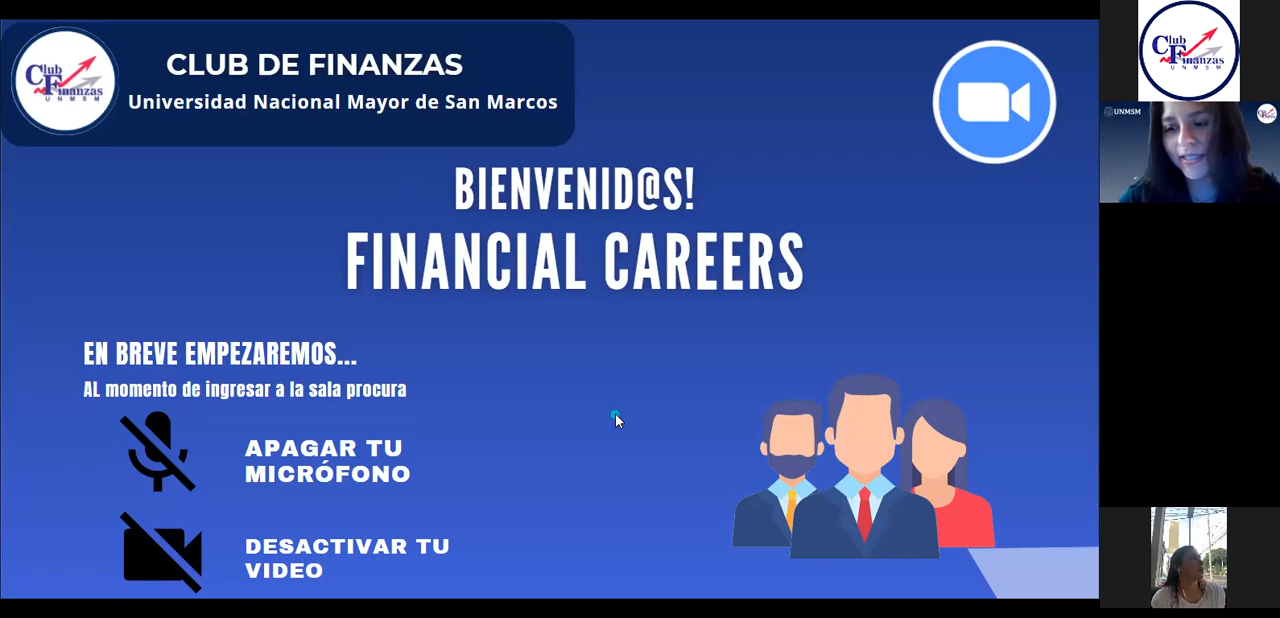 Club
Finanzas
UNMSM
CLUB DE FINANZAS
Universidad Nacional Mayor de San Marcos
BIENVENID@S!
FINANCIAL CAREERS
EN BREVE EMPEZAREMOS...
AL momento de ingresar a la sala procura
APAGAR TU
MICRÓFONO
DESACTIVAR TU
VIDEO
Club
Finanzas
UNMSM
UNMSM